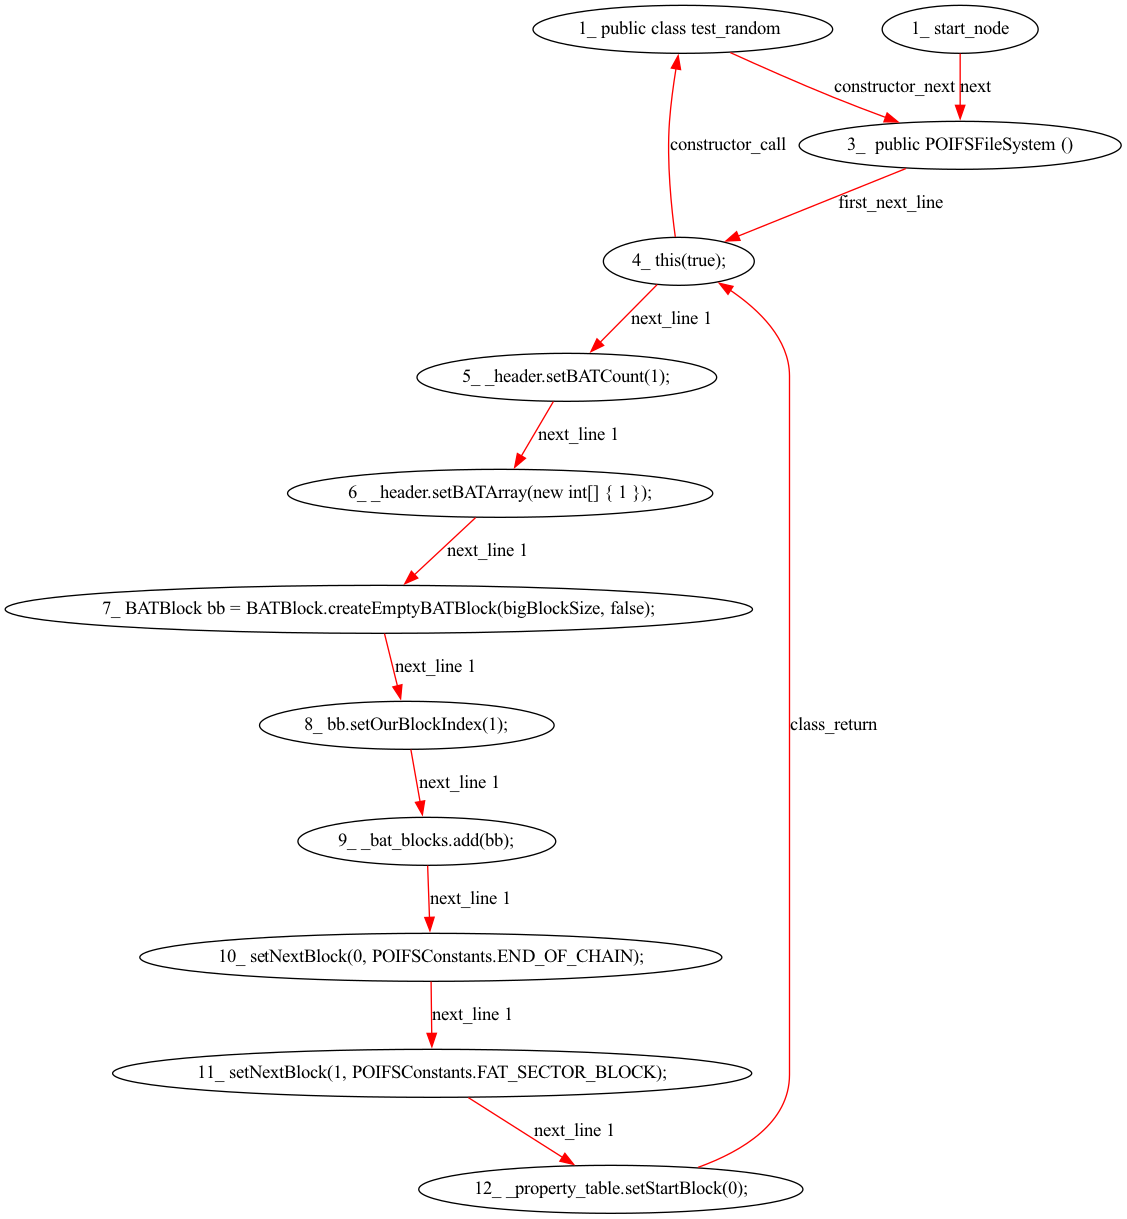 1_ public class test_random
1_ start_node
constructor_next
next
3_ public POIFSFileSystem ()
constructor_call
first_next_line
4_ this(true);
next_line 1
5_ _header.setBATCount(1);
next_line 1
6_ _header.setBATArray(new int[] { 1 });
next_line 1
7_ BATBlock bb = BATBlock.createEmptyBATBlock(bigBlockSize, false);
next_line 1
8_ bb.setOurBlockIndex(1);
class_return
next_line 1
9_ _bat_blocks.add(bb);
next_line 1
10_ setNextBlock(0, POIFSConstants.END_OF_CHAIN);
next_line 1
11_ setNextBlock(1, POIFSConstants.FAT_SECTOR_BLOCK);
next_line 1
12_ _property_table.setStartBlock(0);